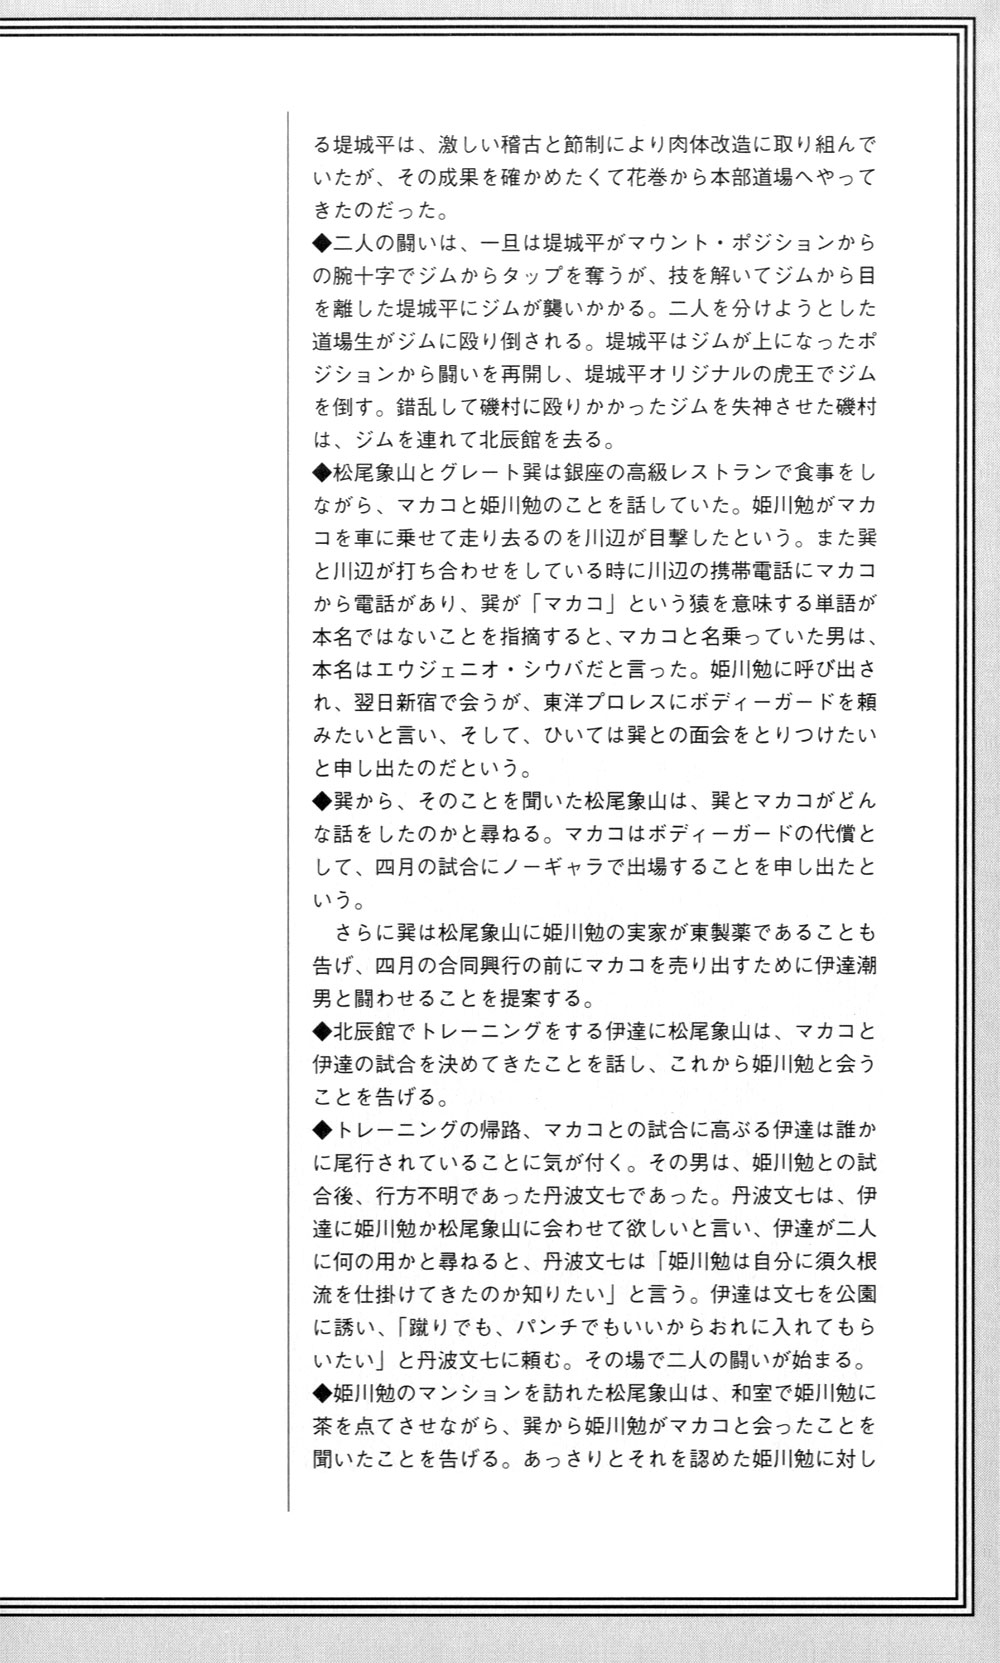 る堤城平は、激しい稽古と節制により肉体改造に取り組んで
いたが、その成果を確かめたくて花巻から本部道場へやって
きたのだった。
◆二人の闘いは、一旦は堤城平がマウント・ポジションから
の腕十字でジムからタップを奪うが、技を解いてジムから目
を離した堤城平にジムが襲いかかる。二人を分けようとした
道場生がジムに殴り倒される。堤城平はジムが上になったポ
ジションから闘いを再開し、堤城平オリジナルの虎王でジム
を倒す。錯乱して磯村に殴りかかったジムを失神させた磯村
は、ジムを連れて北辰館を去る。
◆松尾象山とグレート巽は銀座の高級レストランで食事をし
ながら、マカコと姫川勉のことを話していた。姫川勉がマカ
コを車に乗せて走り去るのを川辺が目撃したという。また巽
と川辺が打ち合わせをしている時に川辺の携帯電話にマカコ
から電話があり、巽が「マカコ」という猿を意味する単語が
本名ではないことを指摘すると、マカコと名乗っていた男は、
本名はエウジェニオ・シウバだと言った。姫川勉に呼び出さ
れ、翌日新宿で会うが、東洋プロレスにボディーガードを頼
みたいと言い、そして、ひいては巽との面会をとりつけたい
と申し出たのだという。
◆巽から、そのことを聞いた松尾象山は、巽とマカコがどん
な話をしたのかと尋ねる。マカコはボディーガードの代償と
して、四月の試合にノーギャラで出場することを申し出たと
いう。
　さらに巽は松尾象山に姫川勉の実家が東製薬であることも
告げ、四月の合同興行の前にマカコを売り出すために伊達潮
男と闘わせることを提案する。
◆北辰館でトレーニングをする伊達に松尾象山は、マカコと
伊達の試合を決めてきたことを話し、これから姫川勉と会う
ことを告げる。
◆トレーニングの帰路、マカコとの試合に高ぶる伊達は誰か
に尾行されていることに気が付く。その男は、姫川勉との試
合後、行方不明であった丹波文七であった。丹波文七は、伊
達に姫川勉か松尾象山に会わせて欲しいと言い、伊達が二人
に何の用かと尋ねると、丹波文七は「姫川勉は自分に須久根
流を仕掛けてきたのか知りたい」と言う。伊達は文七を公園
に誘い、「蹴りでも、パンチでもいいからおれに入れてもら
いたい」と丹波文七に頼む。その場で二人の闘いが始まる。
◆姫川勉のマンションを訪れた松尾象山は、和室で姫川勉に
茶を点てさせながら、巽から姫川勉がマカコと会ったことを
聞いたことを告げる。あっさりとそれを認めた姫川勉に対し